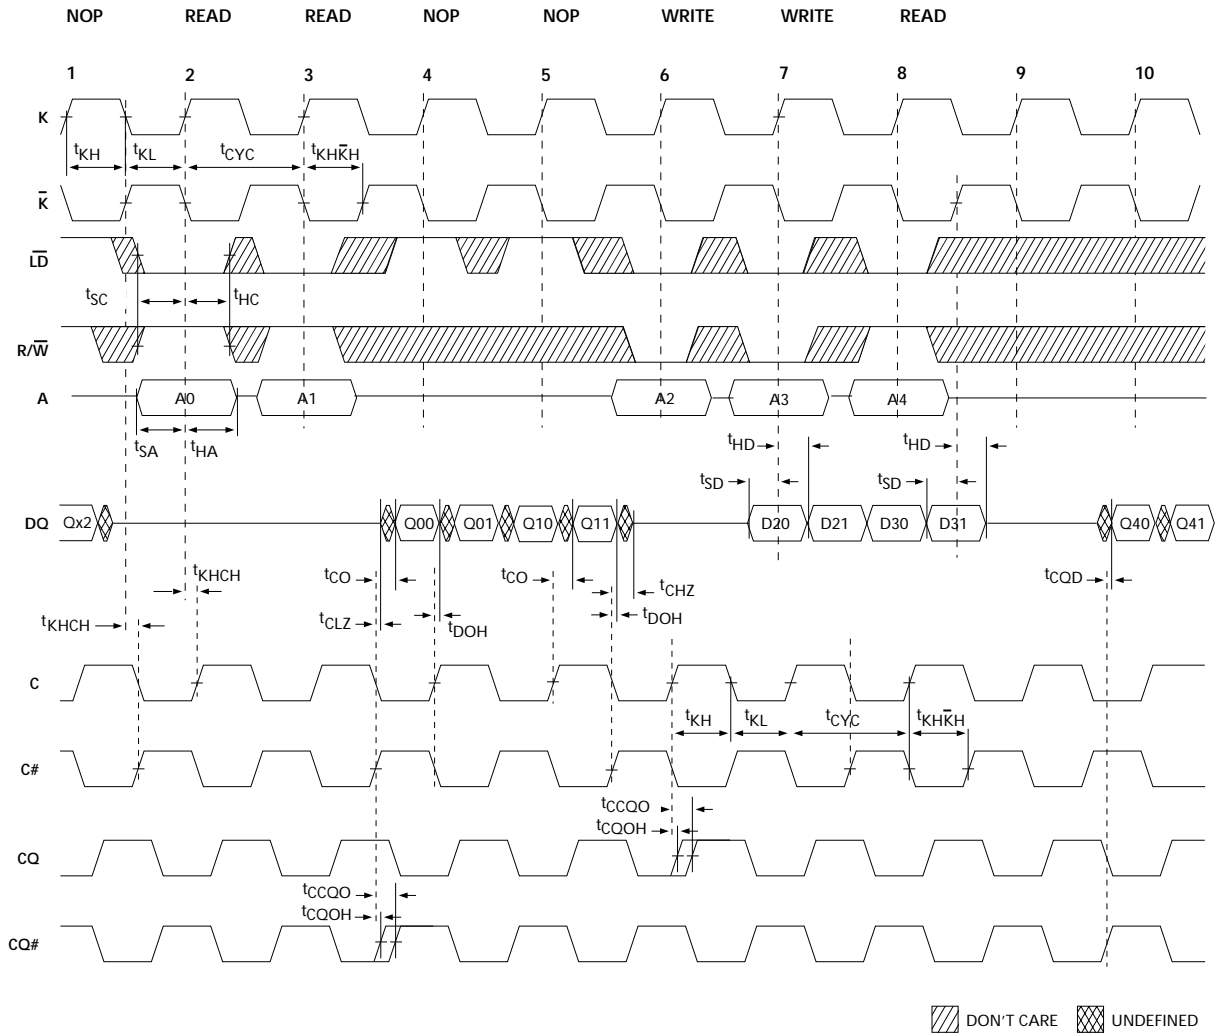 NOP READ READ NOP NOP WRITE WRITE READ
1 2 3 4 5 6 7 8 9 10
K
tKH tKL tCYC tKHK̅H
K̅
L̅D̅
tSC tHC
R/W̅
A A0 A1 A2 A3 A4
tSA tHA tHD tHD
tSD tSD
DQ Qx2 Q00 Q01 Q10 Q11 D20 D21 D30 D31 Q40 Q41
tKHCH tCO tCO tCHZ tCQD
tKHCH tCLZ tDOH tDOH
C
tKH tKL tCYC tKHK̅H
C#
tCCQO
tCQOH
CQ
tCCQO
tCQOH
CQ#
DON'T CARE UNDEFINED